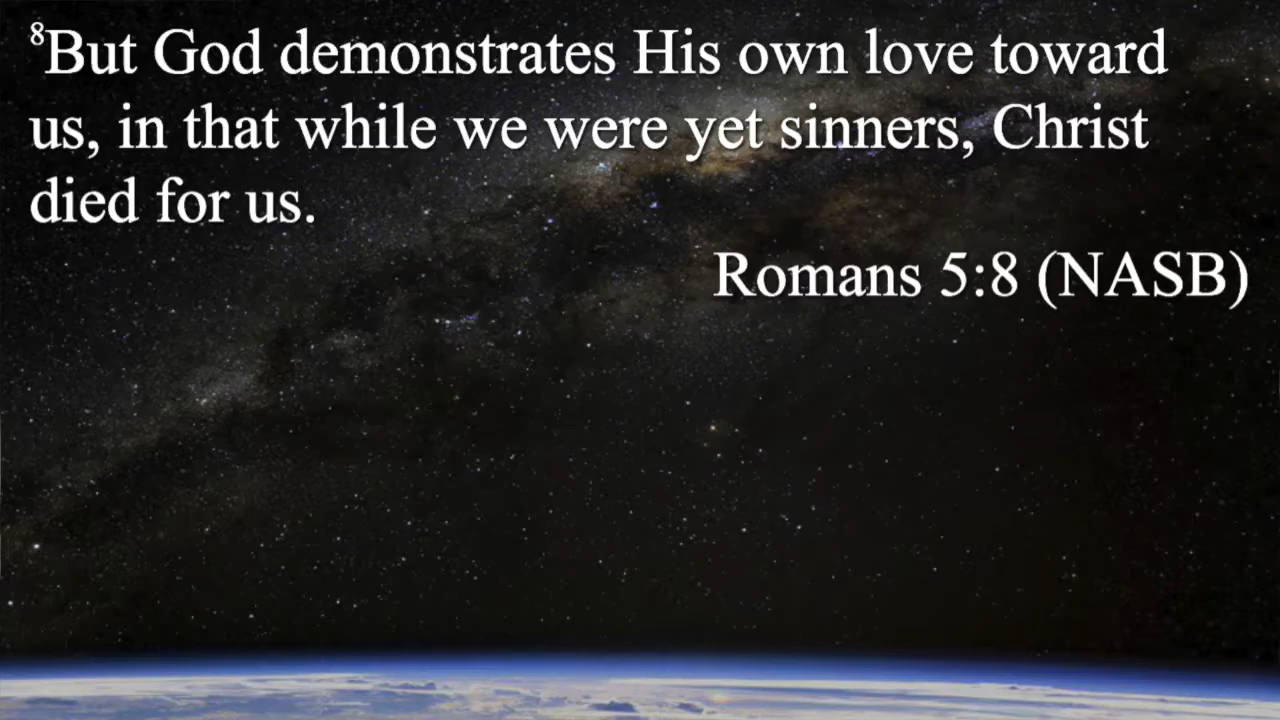 ⁸But God demonstrates His own love toward
us, in that while we were yet sinners, Christ
died for us.
Romans 5:8 (NASB)